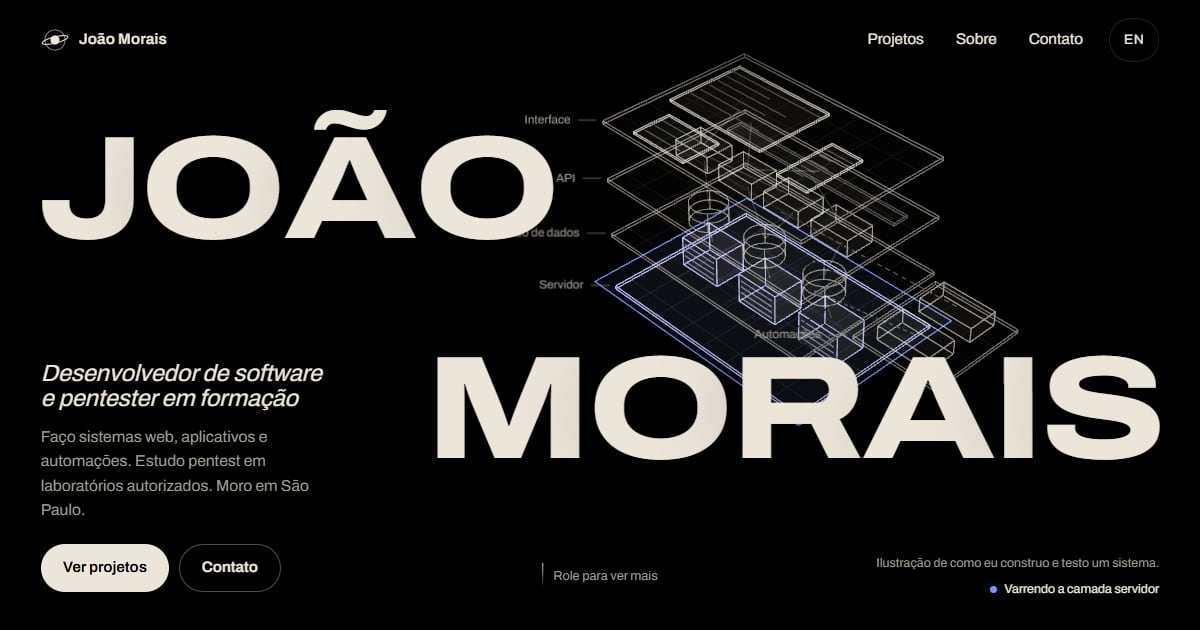 João Morais
Projetos
Sobre
Contato
EN
Interface
JOÃO
API
de dados
Servidor
Automações
MORAIS
Desenvolvedor de software
e pentester em formação
Faço sistemas web, aplicativos e
automações. Estudo pentest em
laboratórios autorizados. Moro em São
Paulo.
Ver projetos
Contato
Role para ver mais
Ilustração de como eu construo e testo um sistema.
Varrendo a camada servidor